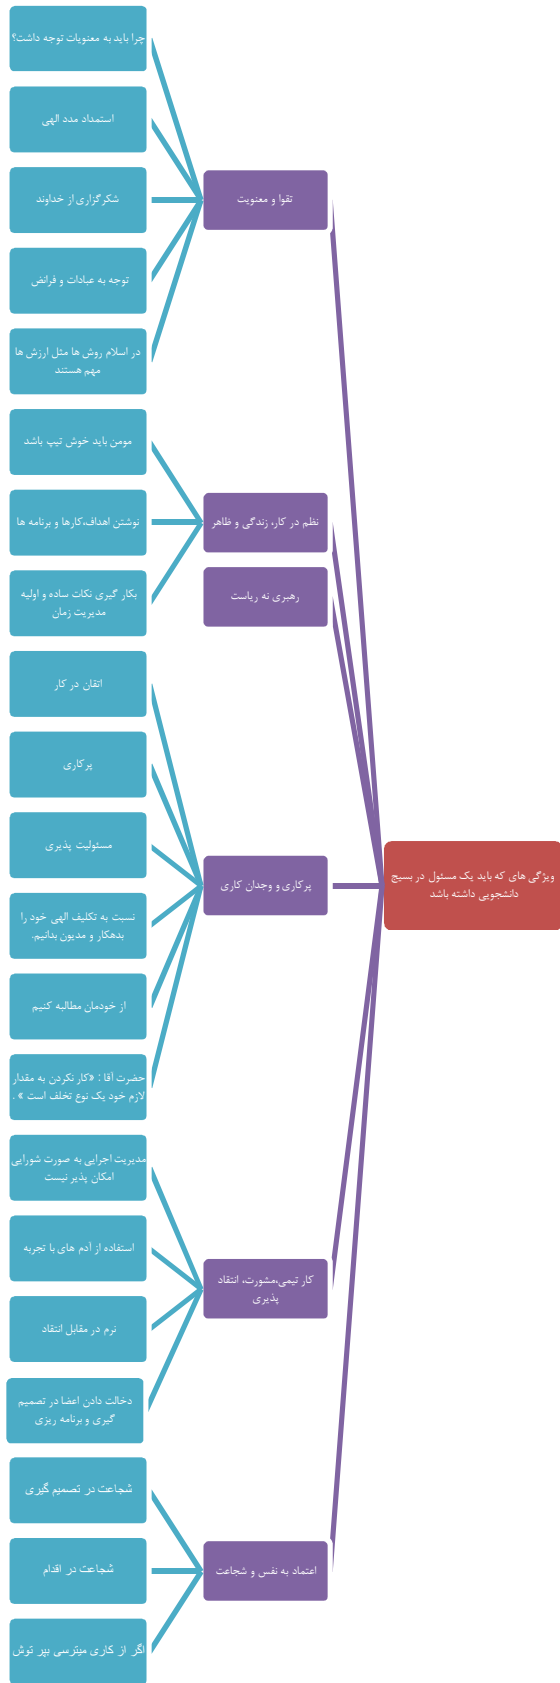 ویژگی های که باید یک مسئول در بسیج
دانشجویی داشته باشد
تقوا و معنویت
چرا باید به معنویات توجه داشت؟
استمداد مدد الهی
شکرگزاری از خداوند
توجه به عبادات و فرائض
در اسلام روش ها مثل ارزش ها
مهم هستند
نظم در کار، زندگی و ظاهر
مومن باید خوش تیپ باشد
نوشتن اهداف،کارها و برنامه ها
بکار گیری نکات ساده و اولیه
مدیریت زمان
رهبری نه ریاست
پرکاری و وجدان کاری
اتقان در کار
پرکاری
مسئولیت پذیری
نسبت به تکلیف الهی خود را
بدهکار و مدیون بدانیم.
از خودمان مطالبه کنیم
حضرت آقا : «کار نکردن به مقدار
لازم خود یک نوع تخلف است » .
کار تیمی،مشورت، انتقاد
پذیری
مدیریت اجرایی به صورت شورایی
امکان پذیر نیست
استفاده از آدم های با تجربه
نرم در مقابل انتقاد
دخالت دادن اعضا در تصمیم
گیری و برنامه ریزی
اعتماد به نفس و شجاعت
شجاعت در تصمیم گیری
شجاعت در اقدام
اگر از کاری میترسی بپر توش